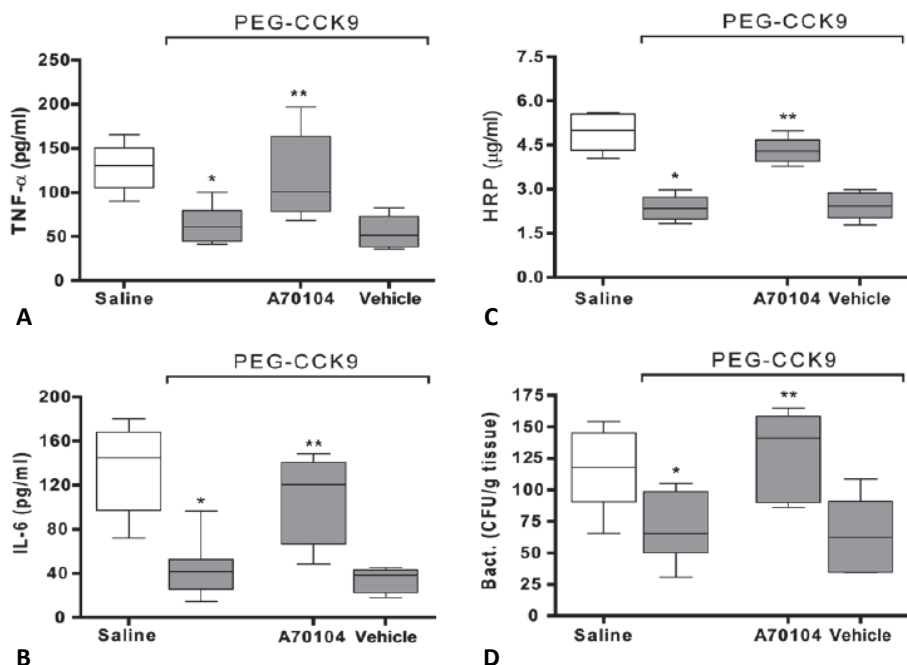 PEG-CCK9
250
200
150
100
50
0
TNF-α (pg/ml)
*
**
Saline
A70104
Vehicle
A
PEG-CCK9
7.5
6.0
4.5
3.0
1.5
0.0
HRP (μg/ml)
*
**
Saline
A70104 Vehicle
C
PEG-CCK9
200
160
120
80
40
0
IL-6 (pg/ml)
*
**
Saline
A70104 Vehicle
B
PEG-CCK9
175
150
125
100
75
50
25
0
Bact. (CFU/g tissue)
*
**
Saline
A70104 Vehicle
D